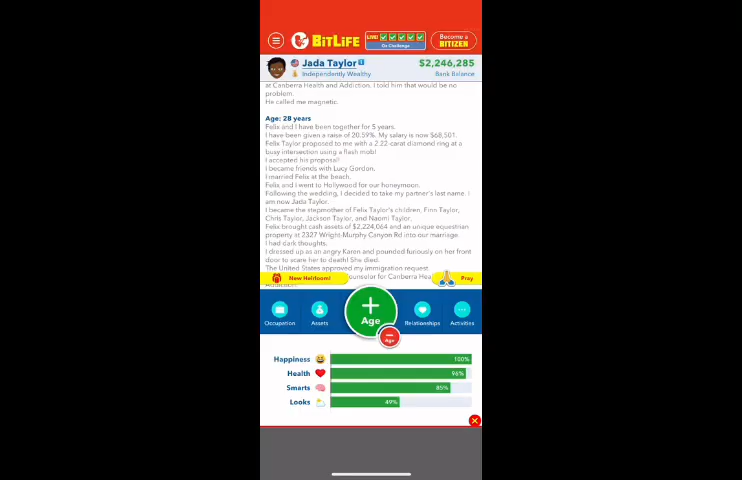 BitLife
LIVE!
Oz Challenge
Become a
BITIZEN
Jada Taylor
$2,246,285
Independently Wealthy
Bank Balance
at Canberra Health and Addiction. I told him that would be no
problem.
He called me magnetic.
Age: 28 years
Felix and I have been together for 5 years.
I have been given a raise of 20.59%. My salary is now $68,501.
Felix Taylor proposed to me with a 2.22-carat diamond ring at a
busy intersection using a flash mob!
I accepted his proposal!
I became friends with Lucy Gordon.
I married Felix at the beach.
Felix and I went to Hollywood for our honeymoon.
Following the wedding, I decided to take my partner's last name. I
am now Jada Taylor.
I became the stepmother of Felix Taylor's children, Finn Taylor,
Chris Taylor, Jackson Taylor, and Naomi Taylor.
Felix brought cash assets of $2,224,064 and an unique equestrian
property at 2327 Wright-Murphy Canyon Rd into our marriage.
I had dark thoughts.
I dressed up as an angry Karen and pounded furiously on her front
door to scare her to death! She died.
The United States approved my immigration request.
New Heirloom!
counselor for Canberra Hea
Pray
Addiction.
Occupation
Assets
+
Age
Relationships
Activities
Age
Happiness
100%
Health
96%
Smarts
85%
Looks
49%